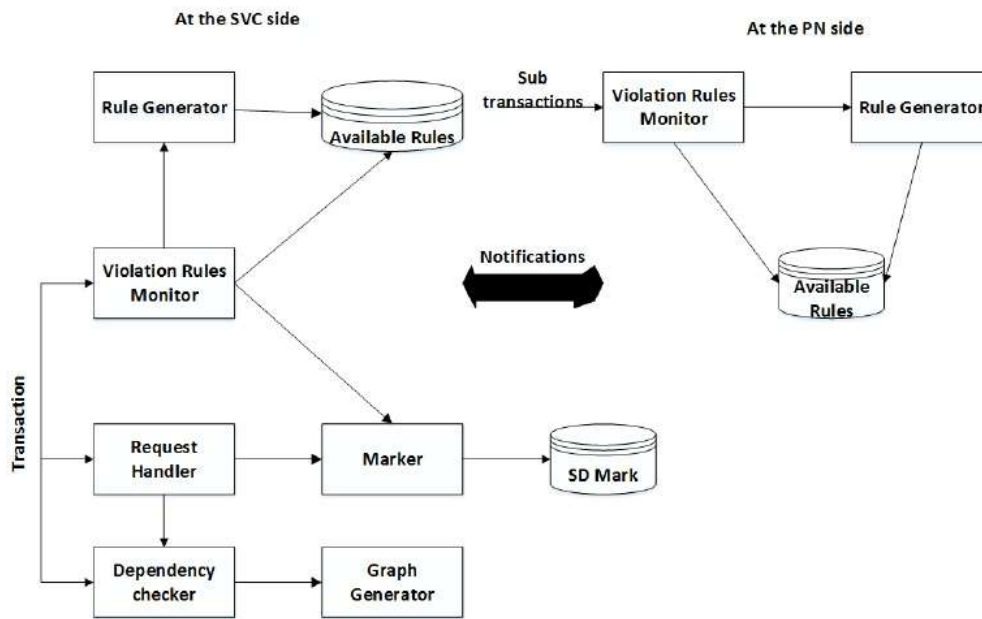 At the SVC side
At the PN side
Rule Generator
Available Rules
Sub
transactions
Violation Rules
Monitor
Rule Generator
Violation Rules
Monitor
Notifications
Available
Rules
Transaction
Request
Handler
Marker
SD Mark
Dependency
checker
Graph
Generator